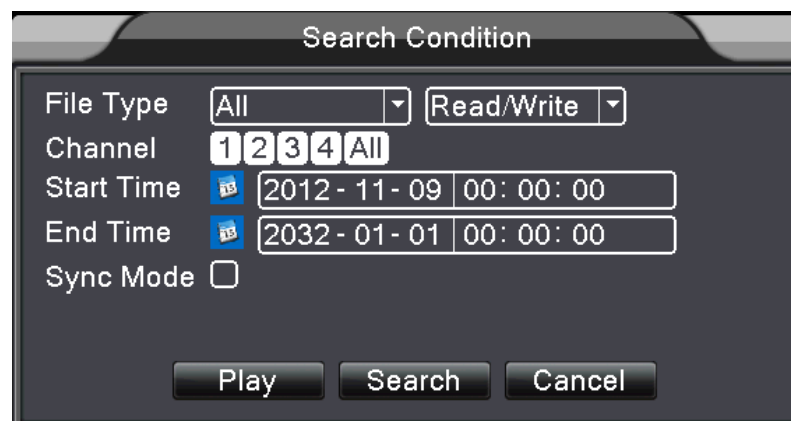 Search Condition
File Type All Read/Write
Channel 1 2 3 4 All
Start Time 2012 - 11 - 09 00: 00: 00
End Time 2032 - 01 - 01 00: 00: 00
Sync Mode
Play Search Cancel